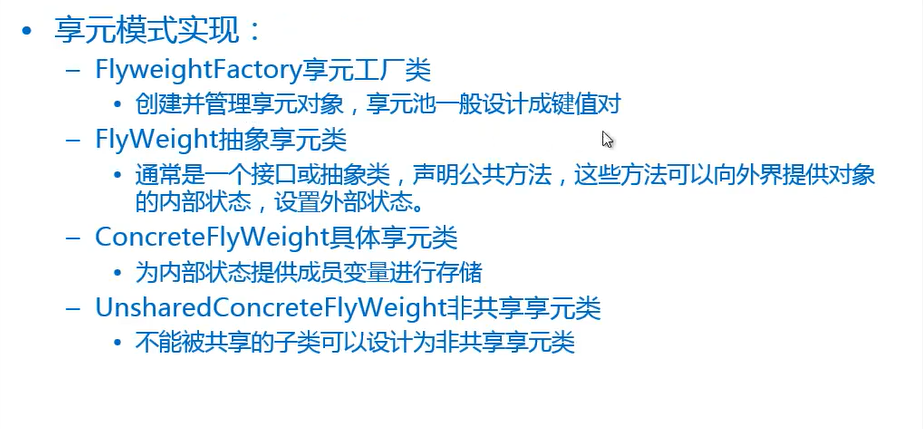 • 享元模式实现：
– FlyweightFactory享元工厂类
• 创建并管理享元对象，享元池一般设计成键值对
– FlyWeight抽象享元类
• 通常是一个接口或抽象类，声明公共方法，这些方法可以向外界提供对象
的内部状态，设置外部状态。
– ConcreteFlyWeight具体享元类
• 为内部状态提供成员变量进行存储
– UnsharedConcreteFlyWeight非共享享元类
• 不能被共享的子类可以设计为非共享享元类